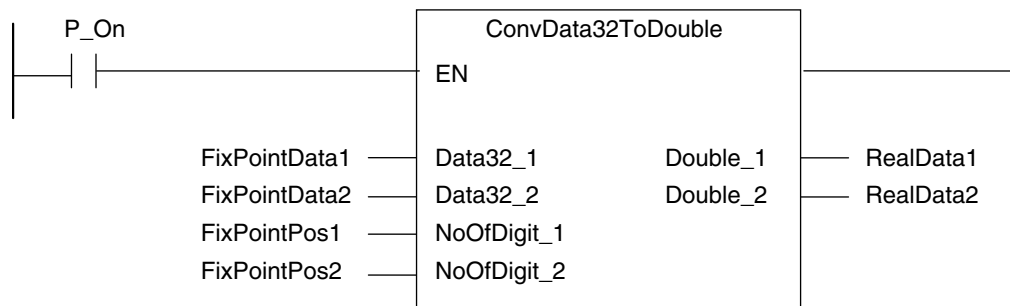 P_On
ConvData32ToDouble
EN
FixPointData1 Data32_1 Double_1 RealData1
FixPointData2 Data32_2 Double_2 RealData2
FixPointPos1 NoOfDigit_1
FixPointPos2 NoOfDigit_2